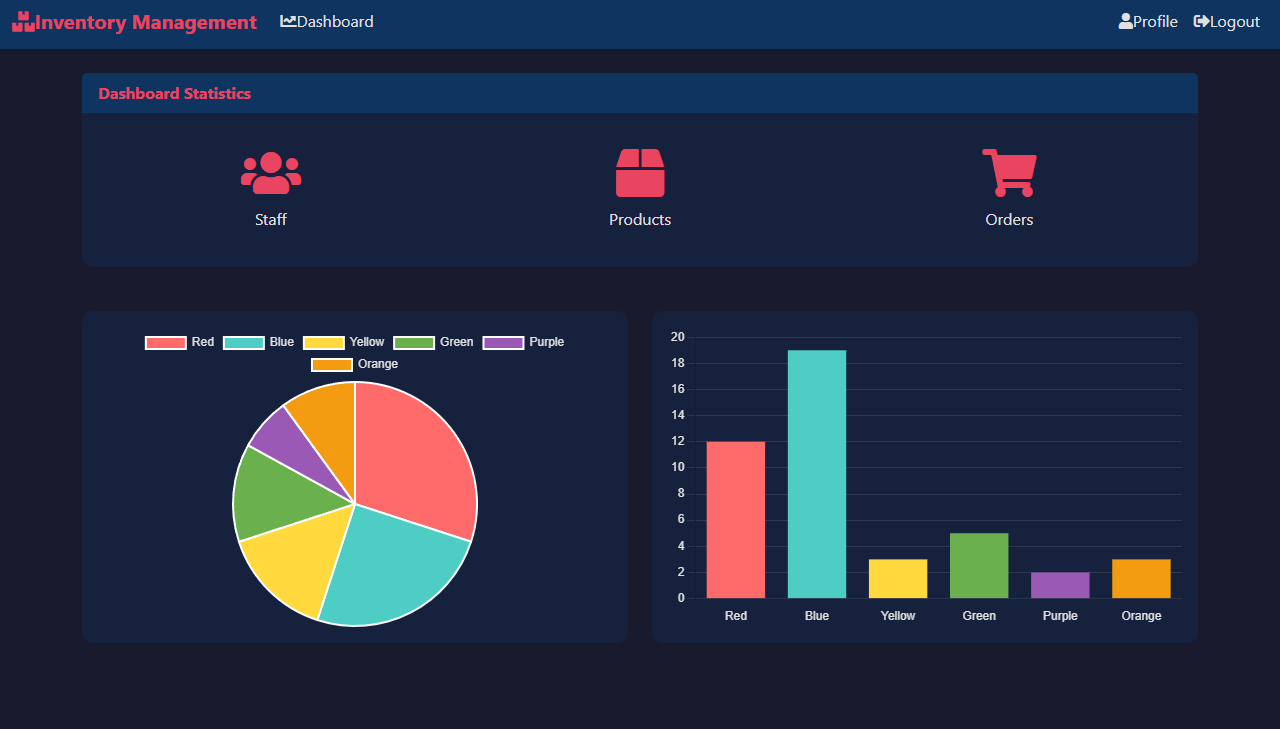 Inventory Management Dashboard Profile Logout
Dashboard Statistics
Staff Products Orders
Red Blue Yellow Green Purple
Orange
20
18
16
14
12
10
8
6
4
2
0
Red Blue Yellow Green Purple Orange